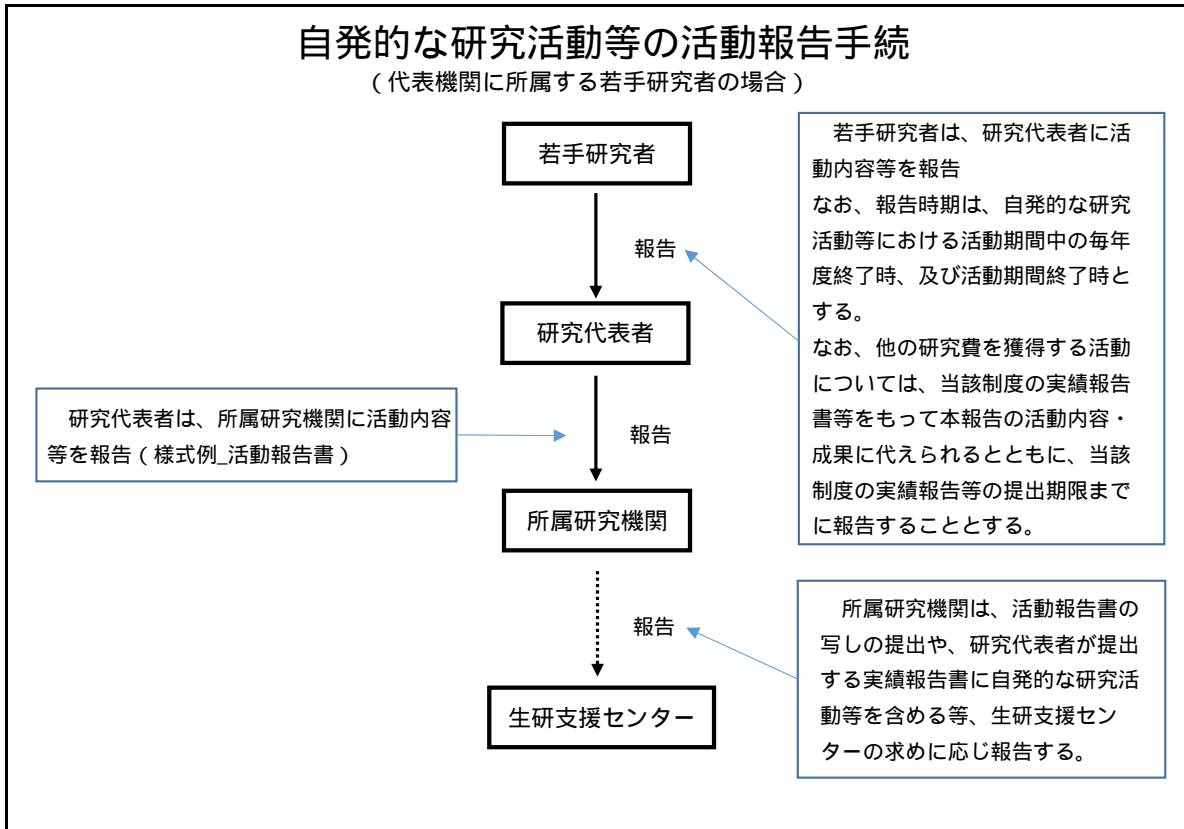 自発的な研究活動等の活動報告手続
（代表機関に所属する若手研究者の場合）
若手研究者
報告
若手研究者は、研究代表者に活
動内容等を報告
なお、報告時期は、自発的な研究
活動等における活動期間中の毎年
度終了時、及び活動期間終了時と
する。
なお、他の研究費を獲得する活動
については、当該制度の実績報告
書等をもって本報告の活動内容・
成果に代えられるとともに、当該
制度の実績報告等の提出期限まで
に報告することとする。
研究代表者
研究代表者は、所属研究機関に活動内容
等を報告（様式例_活動報告書）
報告
所属研究機関
報告
所属研究機関は、活動報告書の
写しの提出や、研究代表者が提出
する実績報告書に自発的な研究活
動等を含める等、生研支援セン
ターの求めに応じ報告する。
生研支援センター